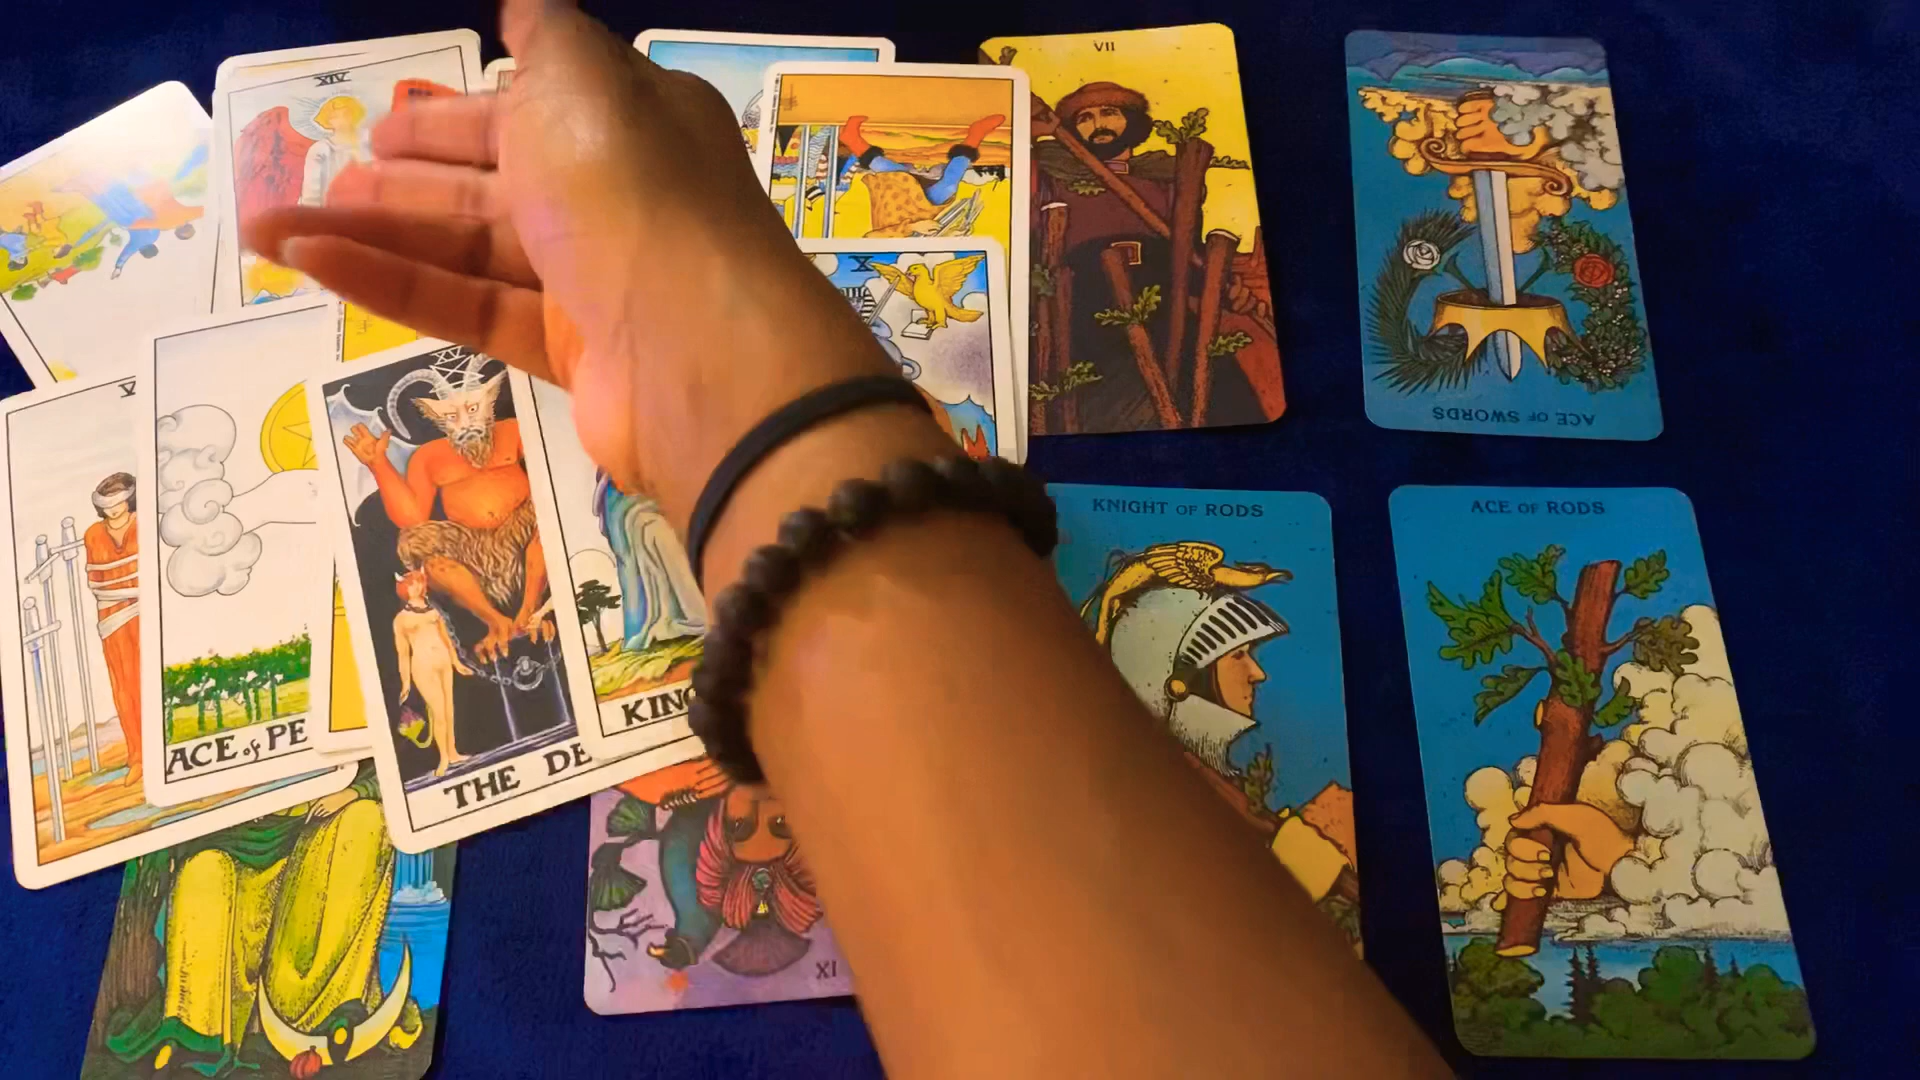 XIV
VII
X
ACE OF SWORDS
V
XV
KNIGHT OF RODS
ACE OF RODS
ACE of PE
KING
THE DE
XI